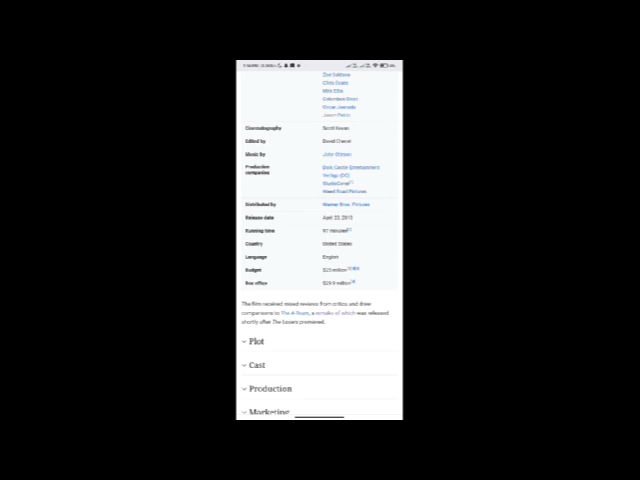 Zoe Saldana
Chris Evans
Idris Elba
Columbus Short
Óscar Jaenada
Jason Patric
Cinematography Scott Kevan
Edited by David Checel
Music by John Ottman
Production companies Dark Castle Entertainment
Vertigo (DC)
StudioCanal
Weed Road Pictures
Distributed by Warner Bros. Pictures
Release date April 23, 2010
Running time 97 minutes
Country United States
Language English
Budget $25 million
Box office million
The film received mixed reviews from critics and drew
comparisons to The A-Team, a remake of which was released
shortly after The Losers premiered.
Plot
Cast
Production
Marketing